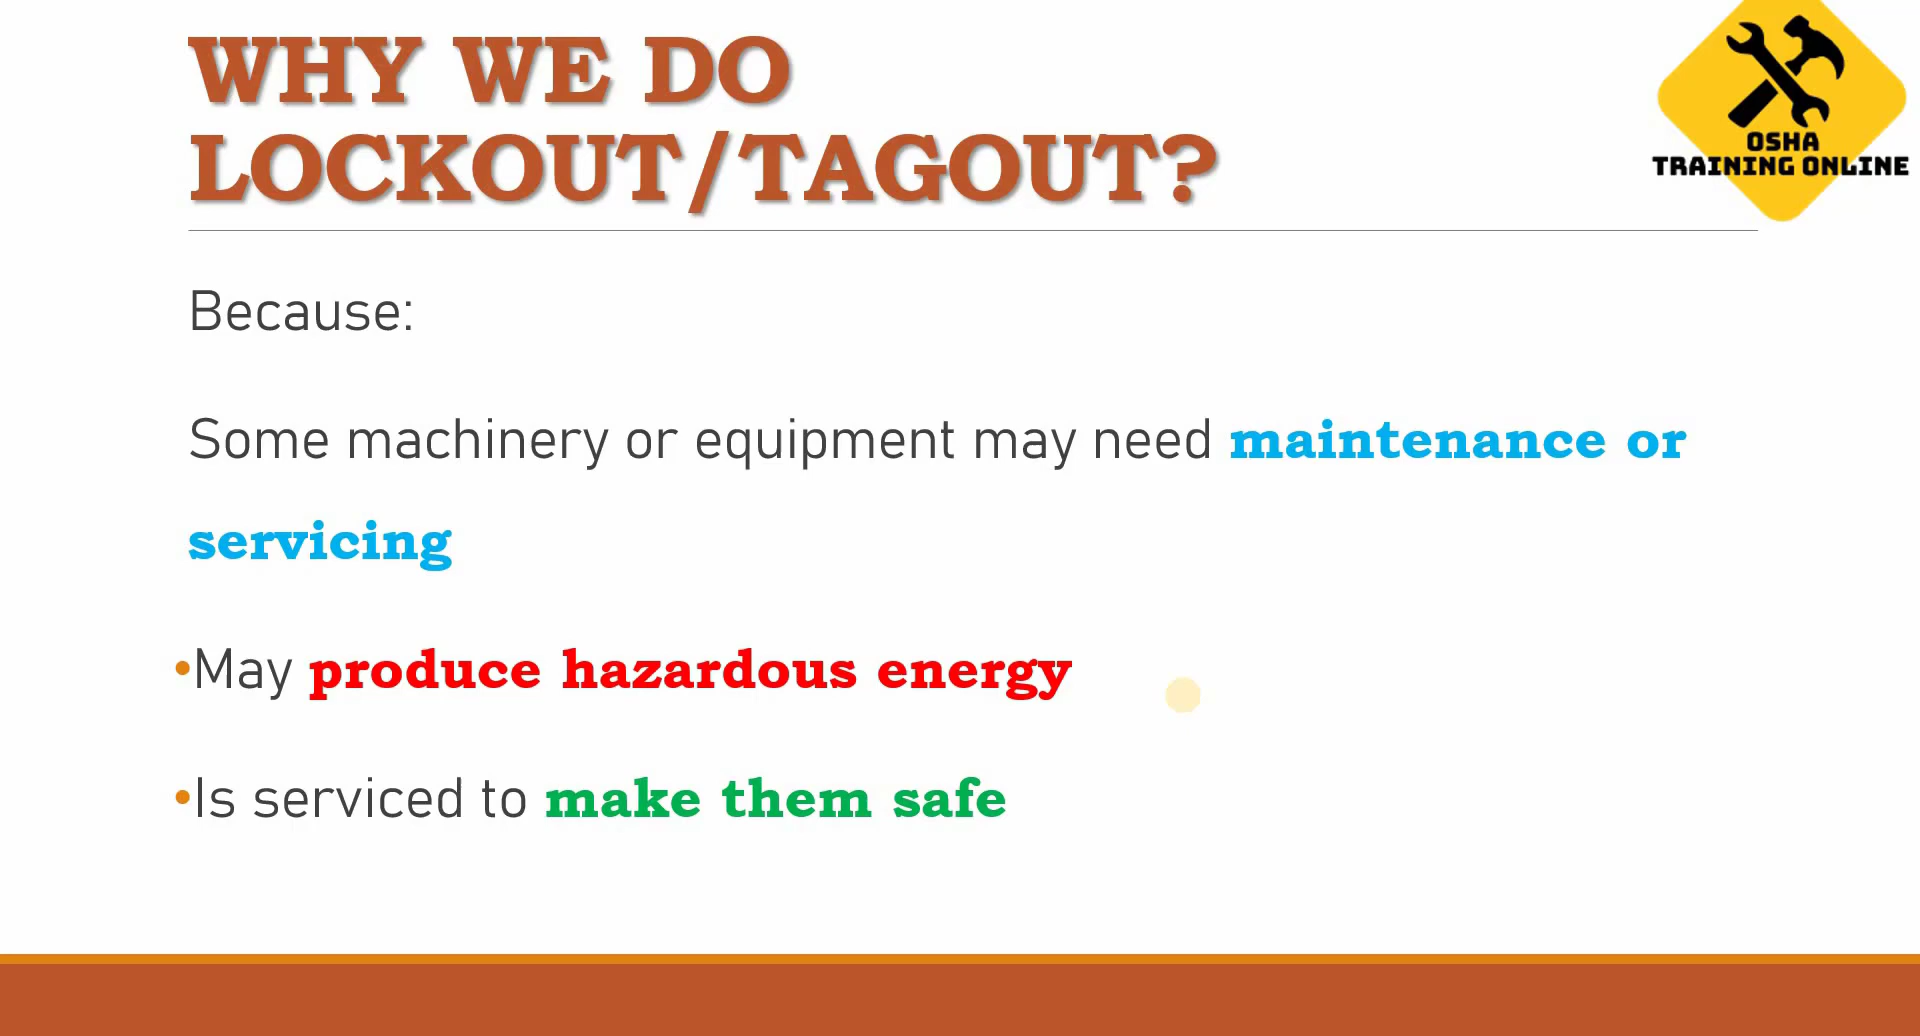 WHY WE DO
LOCKOUT/TAGOUT?
OSHA
TRAINING ONLINE
Because:
Some machinery or equipment may need maintenance or
servicing
•May produce hazardous energy
•Is serviced to make them safe